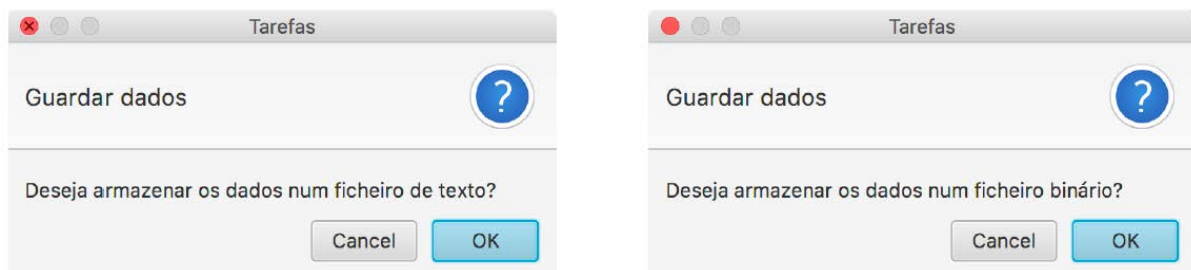 Tarefas
Guardar dados
?
Deseja armazenar os dados num ficheiro de texto?
Cancel
OK
Tarefas
Guardar dados
?
Deseja armazenar os dados num ficheiro binário?
Cancel
OK